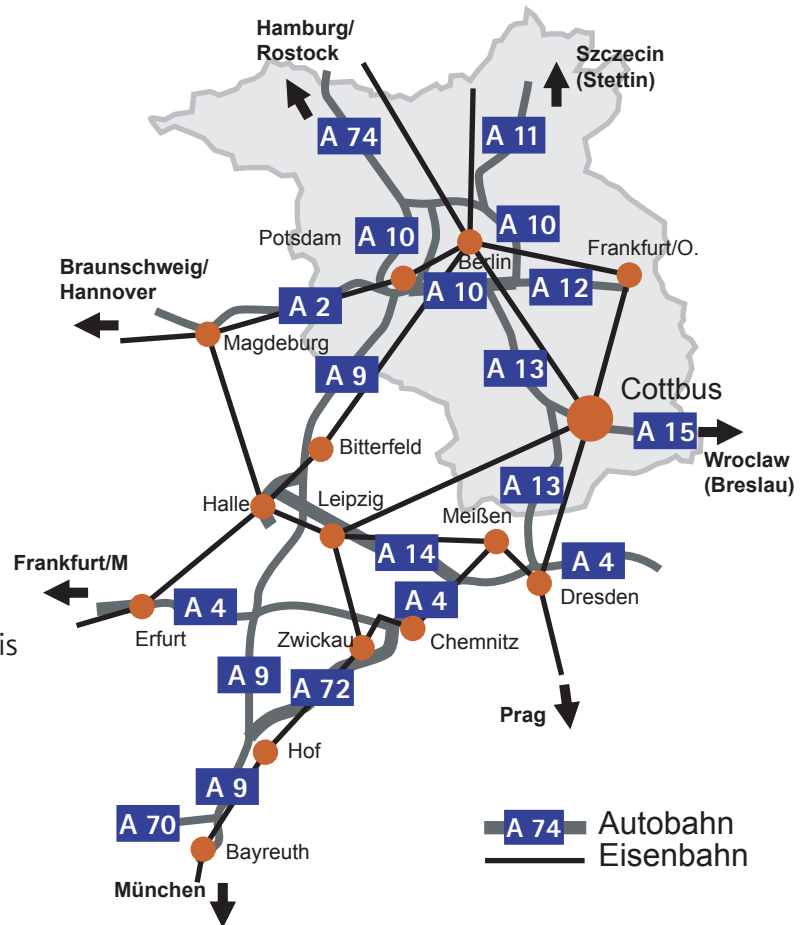 Hamburg/
Rostock
Szczecin
(Stettin)
A 74
A 11
A 10
Potsdam
A 10
Berlin
Frankfurt/O.
Braunschweig/
Hannover
A 10
A 12
A 2
Magdeburg
A 9
A 13
Cottbus
A 15
Bitterfeld
Wroclaw
(Breslau)
Halle
Leipzig
A 13
Meißen
Frankfurt/M
A 14
A 4
Dresden
A 4
A 4
Erfurt
is
Zwickau
Chemnitz
A 9
A 72
Prag
Hof
A 9
A 70
Bayreuth
München
A 74 Autobahn
Eisenbahn